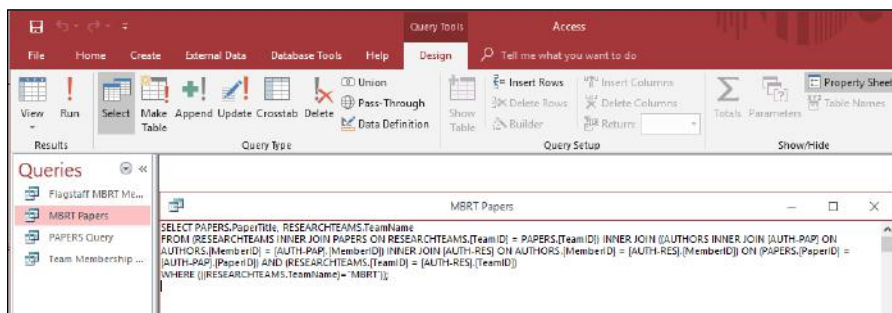 Query Tools
Access
File Home Create External Data Database Tools Help Design Tell me what you want to do
View Run Select Make Table Append Update Crosstab Delete
Union
Pass-Through
Data Definition
Show Table
Insert Rows
Delete Rows
Builder
Insert Columns
Delete Columns
Return:
Totals Parameters
Property Sheet
Table Names
Results Query Type Query Setup Show/Hide
Queries
Flagstaff MBRT Me...
MBRT Papers
PAPERS Query
Team Membership ...
MBRT Papers
SELECT PAPERS.PaperTitle, RESEARCHTEAMS.TeamName
FROM (RESEARCHTEAMS INNER JOIN PAPERS ON RESEARCHTEAMS.[TeamID] = PAPERS.[TeamID]) INNER JOIN ((AUTHORS INNER JOIN [AUTH-PAP] ON
AUTHORS.[MemberID] = [AUTH-PAP].[MemberID]) INNER JOIN [AUTH-RES] ON AUTHORS.[MemberID] = [AUTH-RES].[MemberID]) ON (PAPERS.[PaperID] =
[AUTH-PAP].[PaperID]) AND (RESEARCHTEAMS.[TeamID] = [AUTH-RES].[TeamID])
WHERE (((RESEARCHTEAMS.TeamName)="MBRT"));